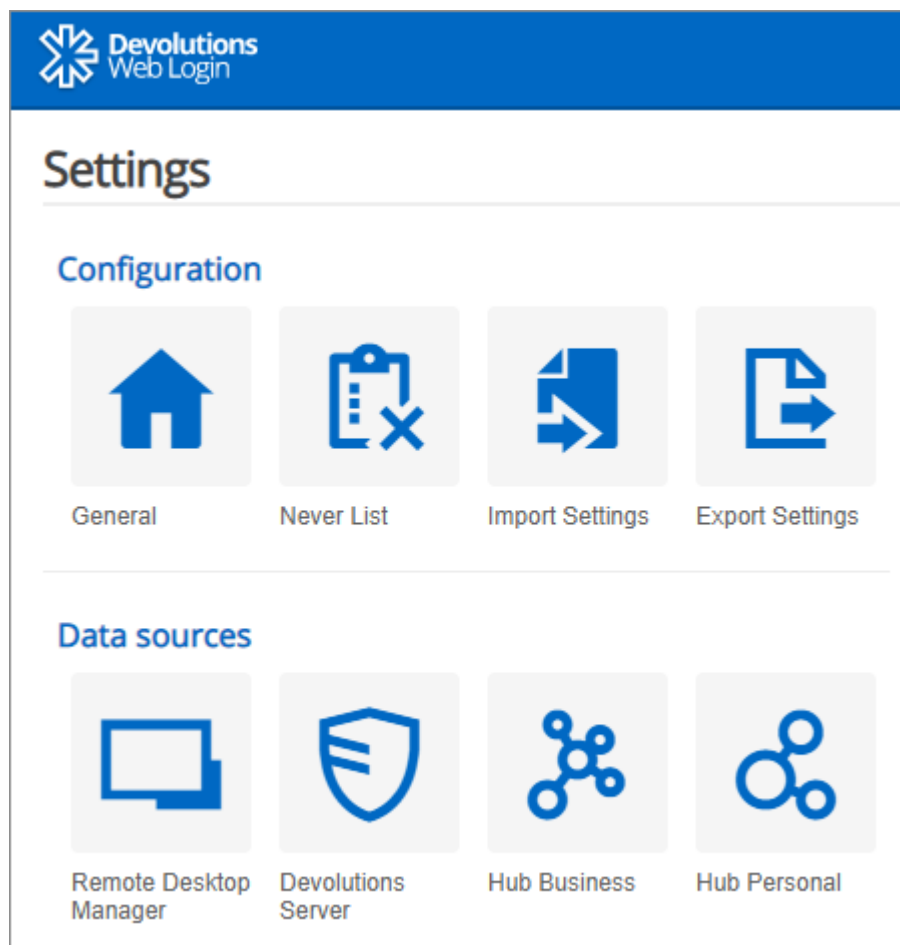 Devolutions
Web Login
Settings
Configuration
General
Never List
Import Settings
Export Settings
Data sources
Remote Desktop
Manager
Devolutions
Server
Hub Business
Hub Personal